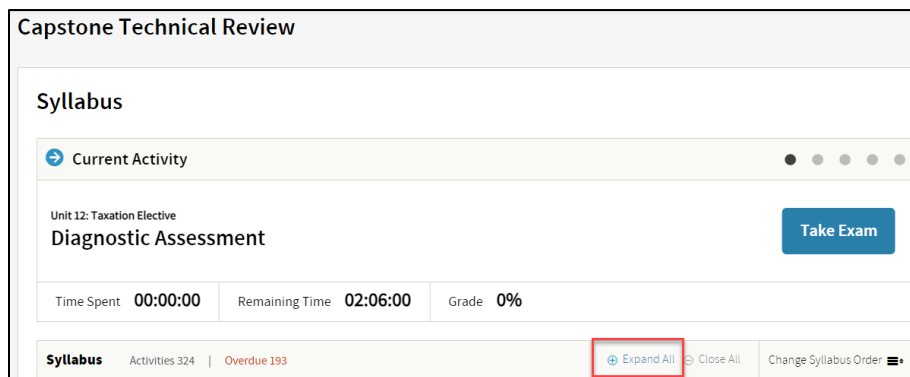 Capstone Technical Review
Syllabus
Current Activity
Unit 12: Taxation Elective
Diagnostic Assessment
Take Exam
Time Spent 00:00:00 Remaining Time 02:06:00 Grade 0%
Syllabus Activities 324 | Overdue 193 Expand All Close All Change Syllabus Order